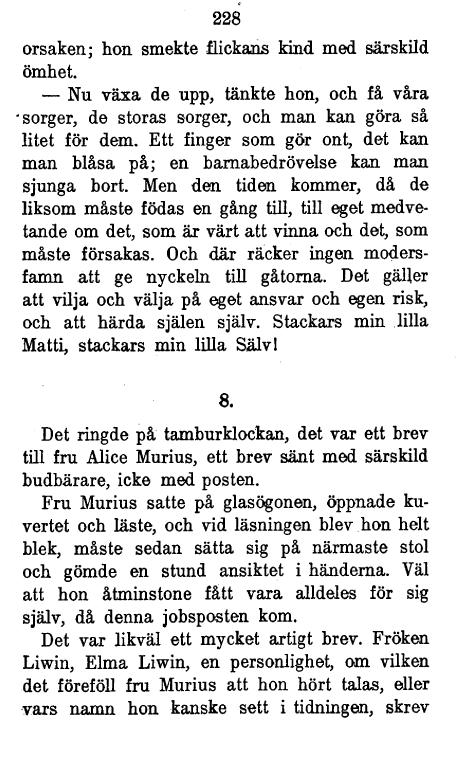 228
orsaken; hon smekte flickans kind med särskild
ömhet.
— Nu växa de upp, tänkte hon, och få våra
sorger, de storas sorger, och man kan göra så
litet för dem. Ett finger som gör ont, det kan
man blåsa på; en barnabedrövelse kan man
sjunga bort. Men den tiden kommer, då de
liksom måste födas en gång till, till eget medve-
tande om det, som är värt att vinna och det, som
måste försakas. Och där räcker ingen moders-
famn att ge nyckeln till gåtorna. Det gäller
att vilja och välja på eget ansvar och egen risk,
och att härda själen själv. Stackars min lilla
Matti, stackars min lilla Sälv!
8.
Det ringde på tamburklockan, det var ett brev
till fru Alice Murius, ett brev sänt med särskild
budbärare, icke med posten.
Fru Murius satte på glasögonen, öppnade ku-
vertet och läste, och vid läsningen blev hon helt
blek, måste sedan sätta sig på närmaste stol
och gömde en stund ansiktet i händerna. Väl
att hon åtminstone fått vara alldeles för sig
själv, då denna jobsposten kom.
Det var likväl ett mycket artigt brev. Fröken
Liwin, Elma Liwin, en personlighet, om vilken
det föreföll fru Murius att hon hört talas, eller
vars namn hon kanske sett i tidningen, skrev